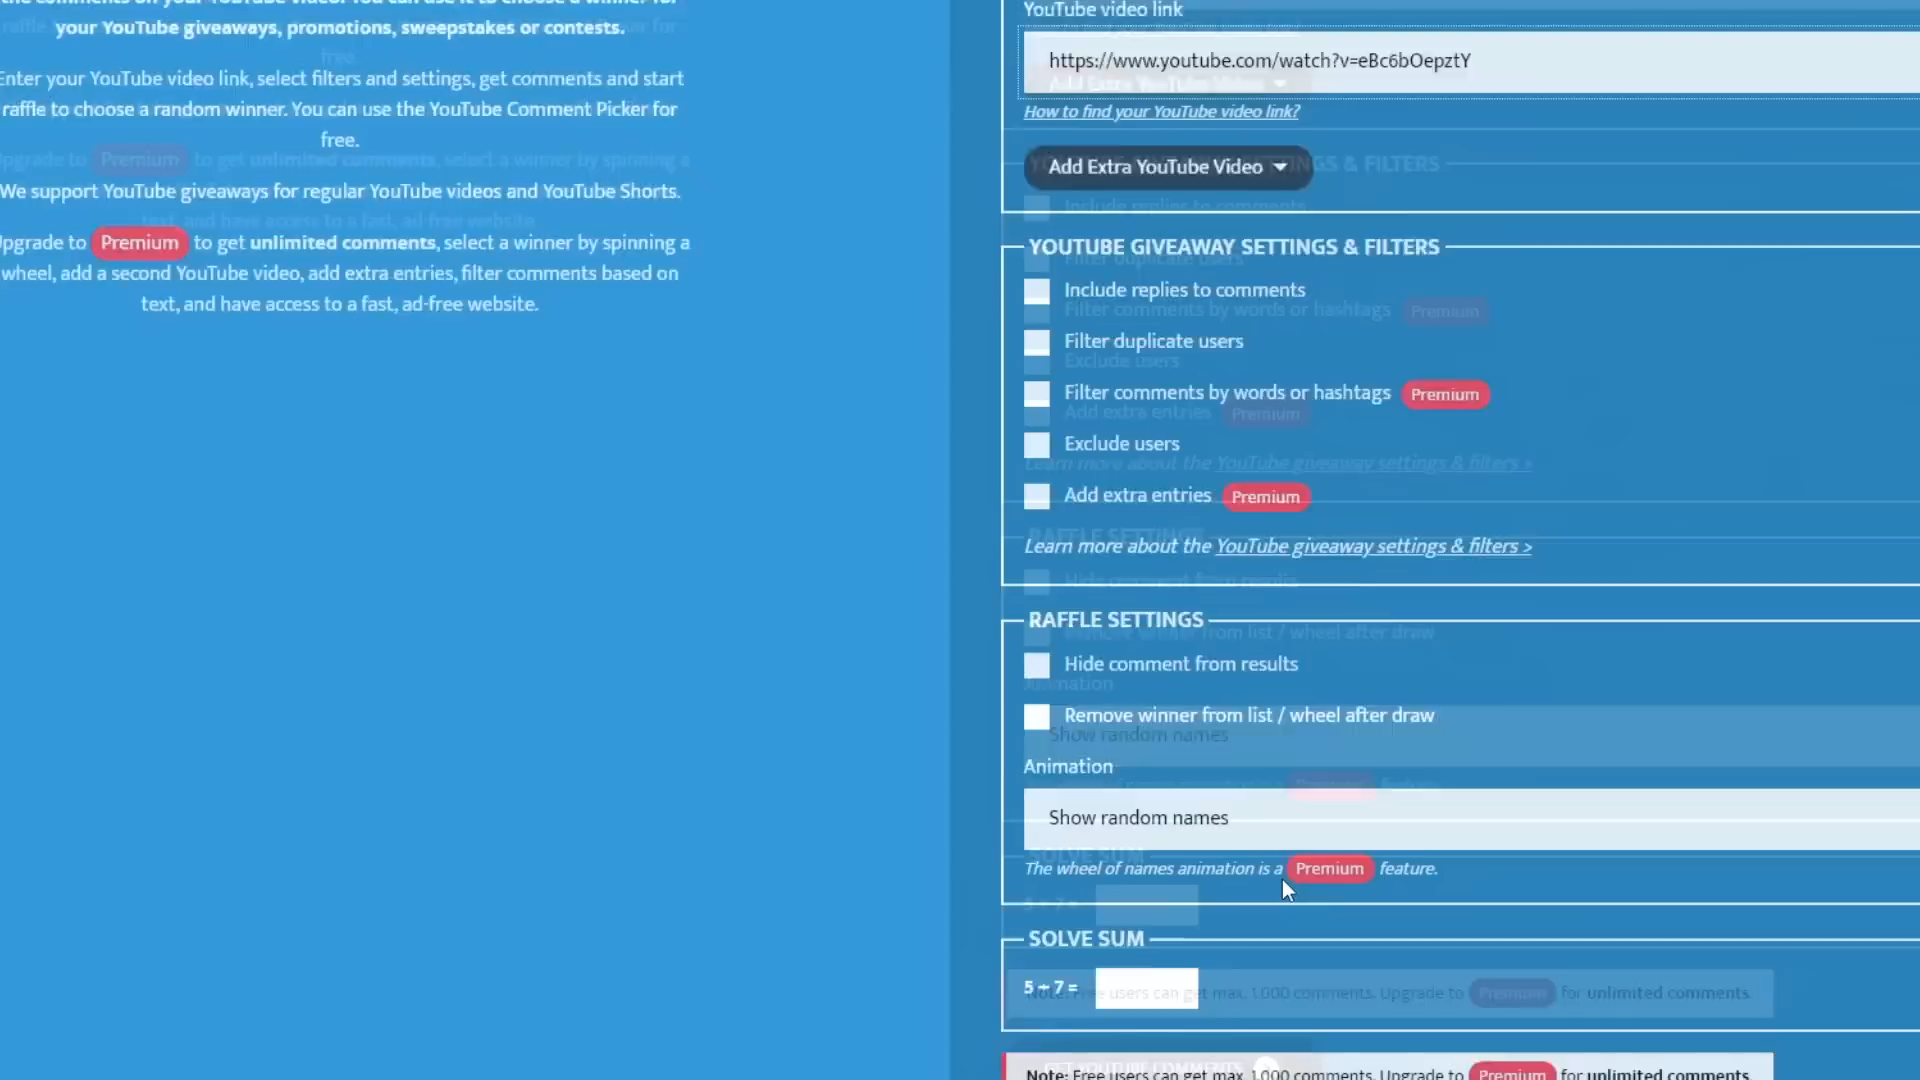 your YouTube giveaways, promotions, sweepstakes or contests.
Enter your YouTube video link, select filters and settings, get comments and start
raffle to choose a random winner. You can use the YouTube Comment Picker for
free.
We support YouTube giveaways for regular YouTube videos and YouTube Shorts.
Upgrade to Premium to get unlimited comments, select a winner by spinning a
wheel, add a second YouTube video, add extra entries, filter comments based on
text, and have access to a fast, ad-free website.
YouTube video link
https://www.youtube.com/watch?v=eBc6bOepztY
How to find your YouTube video link?
Add Extra YouTube Video
YOUTUBE GIVEAWAY SETTINGS & FILTERS
Include replies to comments
Filter duplicate users
Filter comments by words or hashtags Premium
Exclude users
Add extra entries Premium
Learn more about the YouTube giveaway settings & filters >
RAFFLE SETTINGS
Hide comment from results
Remove winner from list / wheel after draw
Animation
Show random names
The wheel of names animation is a Premium feature.
SOLVE SUM
5 + 7 =
Note: Free users can get max. 1.000 comments. Upgrade to Premium for unlimited comments.